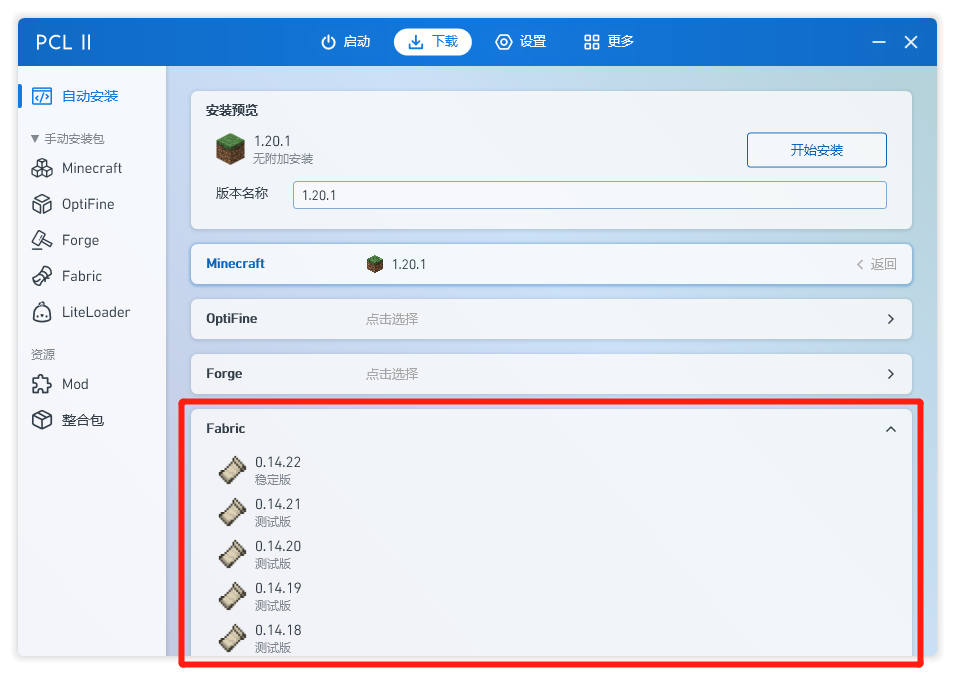 PCL II
启动
下载
设置
更多
自动安装
手动安装包
Minecraft
OptiFine
Forge
Fabric
LiteLoader
资源
Mod
整合包
安装预览
1.20.1
无附加安装
开始安装
版本名称
1.20.1
Minecraft
1.20.1
返回
OptiFine
点击选择
Forge
点击选择
Fabric
0.14.22
稳定版
0.14.21
测试版
0.14.20
测试版
0.14.19
测试版
0.14.18
测试版